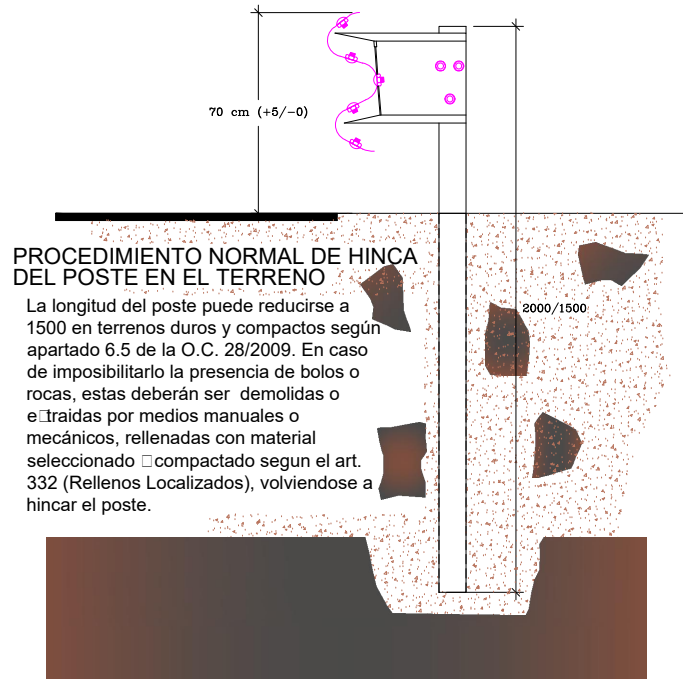 70 cm (+5/-0)
PROCEDIMIENTO NORMAL DE HINCA
DEL POSTE EN EL TERRENO
La longitud del poste puede reducirse a
1500 en terrenos duros y compactos según
apartado 6.5 de la O.C. 28/2009. En caso
de imposibilitarlo la presencia de bolos o
rocas, estas deberán ser demolidas o
e□traidas por medios manuales o
mecánicos, rellenadas con material
seleccionado □compactado segun el art.
332 (Rellenos Localizados), volviendose a
hincar el poste.
2000/1500